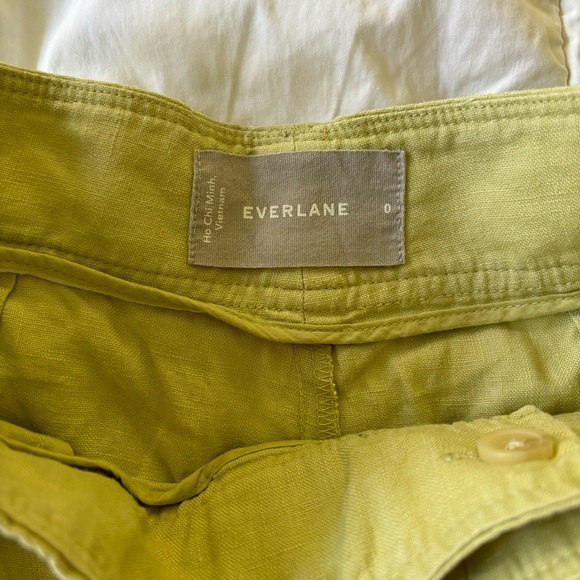 Ho Chi Minh,
Vietnam
EVERLANE
0